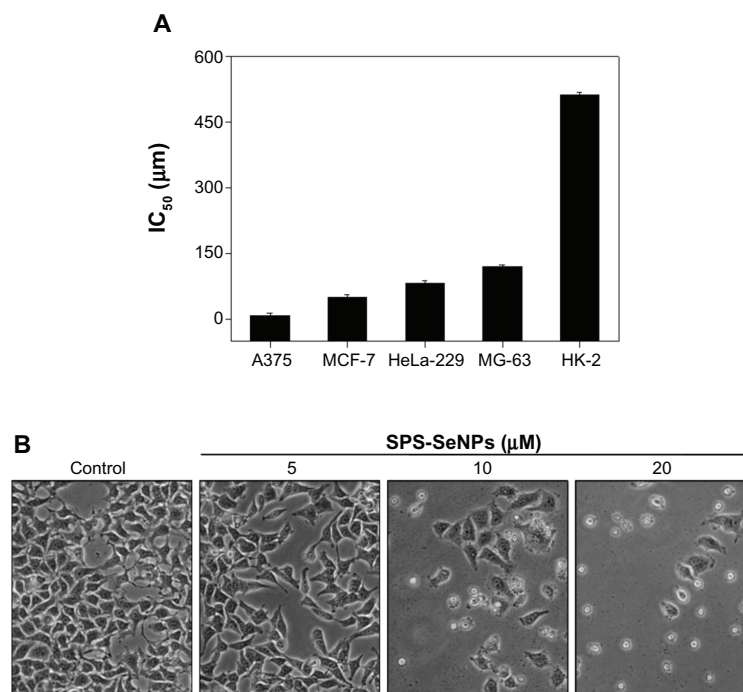 A
600
450
300
150
0
IC50 (μm)
A375 MCF-7 HeLa-229 MG-63 HK-2
B
SPS-SeNPs (μM)
Control 5 10 20